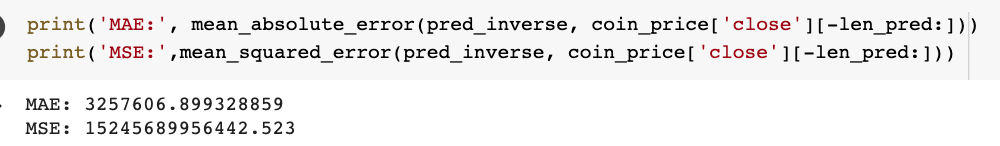 print('MAE:', mean_absolute_error(pred_inverse, coin_price['close'][-len_pred:]))
print('MSE:',mean_squared_error(pred_inverse, coin_price['close'][-len_pred:]))
MAE: 3257606.899328859
MSE: 15245689956442.523